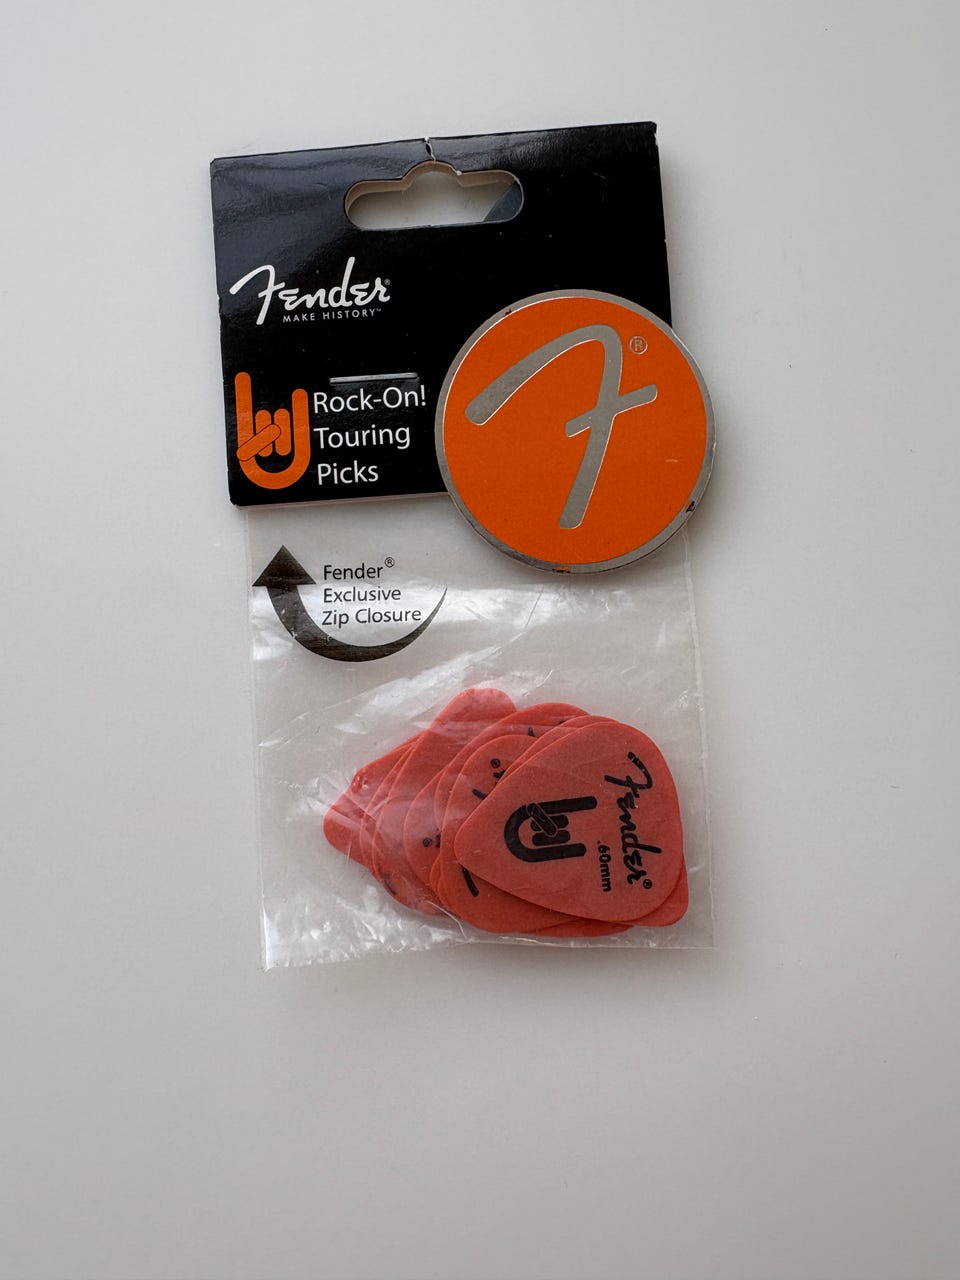 Fender®
MAKE HISTORY™
F®
Rock-On!
Touring
Picks
Fender®
Exclusive
Zip Closure
Fender®
.60mm